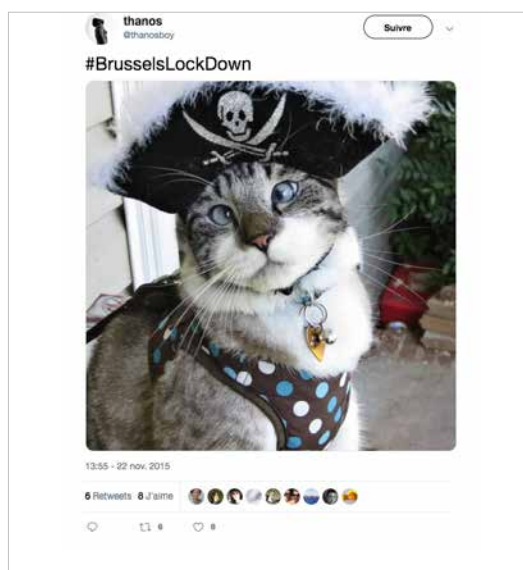 thanos
@thanosboy
Suivre
#BrusselsLockDown
13:55 - 22 nov. 2015
6 Retweets 8 J'aime
6 8